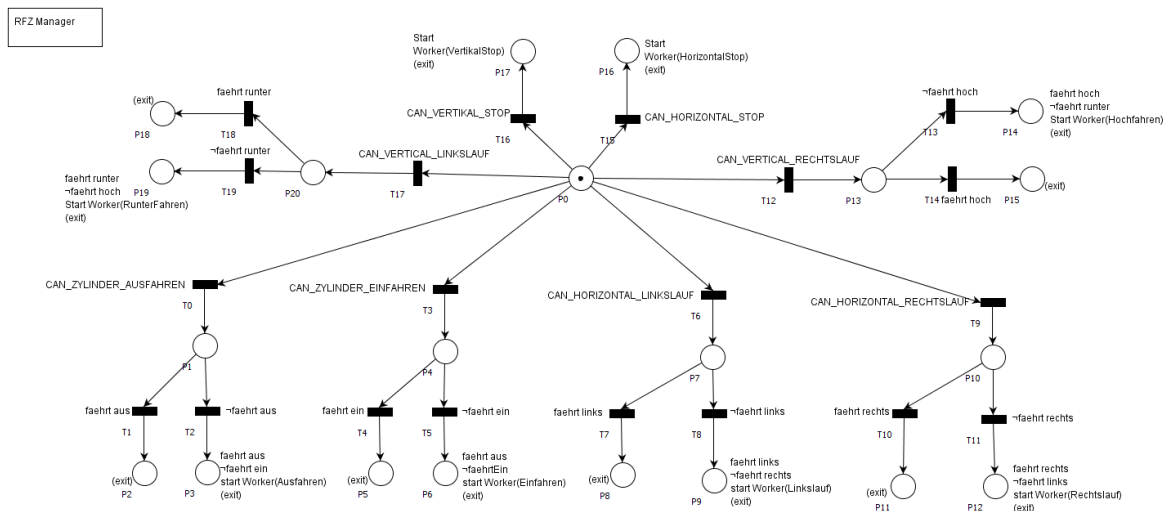 RFZ Manager
Start
Worker(VertikalStop)
(exit)
P17
Start
Worker(HorizontalStop)
(exit)
P16
faehrt runter
(exit)
P18
T18
CAN_VERTIKAL_STOP
T16
CAN_HORIZONTAL_STOP
T15
¬faehrt hoch
T13
faehrt hoch
¬faehrt runter
Start Worker(Hochfahren)
(exit)
P14
¬faehrt runter
T19
P19
faehrt runter
¬faehrt hoch
Start Worker(RunterFahren)
(exit)
P20
CAN_VERTICAL_LINKSLAUF
T17
P0
CAN_VERTICAL_RECHTSLAUF
T12
P13
T14
faehrt hoch
(exit)
P15
CAN_ZYLINDER_AUSFAHREN
T0
P1
faehrt aus
T1
¬faehrt aus
T2
(exit)
P2
P3
faehrt aus
¬faehrt ein
start Worker(Ausfahren)
(exit)
CAN_ZYLINDER_EINFAHREN
T3
P4
faehrt ein
T4
¬faehrt ein
T5
(exit)
P5
P6
faehrt aus
¬faehrtEin
start Worker(Einfahren)
(exit)
CAN_HORIZONTAL_LINKSLAUF
T6
P7
faehrt links
T7
¬faehrt links
T8
(exit)
P8
P9
faehrt links
¬faehrt rechts
start Worker(Linkslauf)
(exit)
CAN_HORIZONTAL_RECHTSLAUF
T9
P10
faehrt rechts
T10
¬faehrt rechts
T11
(exit)
P11
P12
faehrt rechts
¬faehrt links
start Worker(Rechtslauf)
(exit)